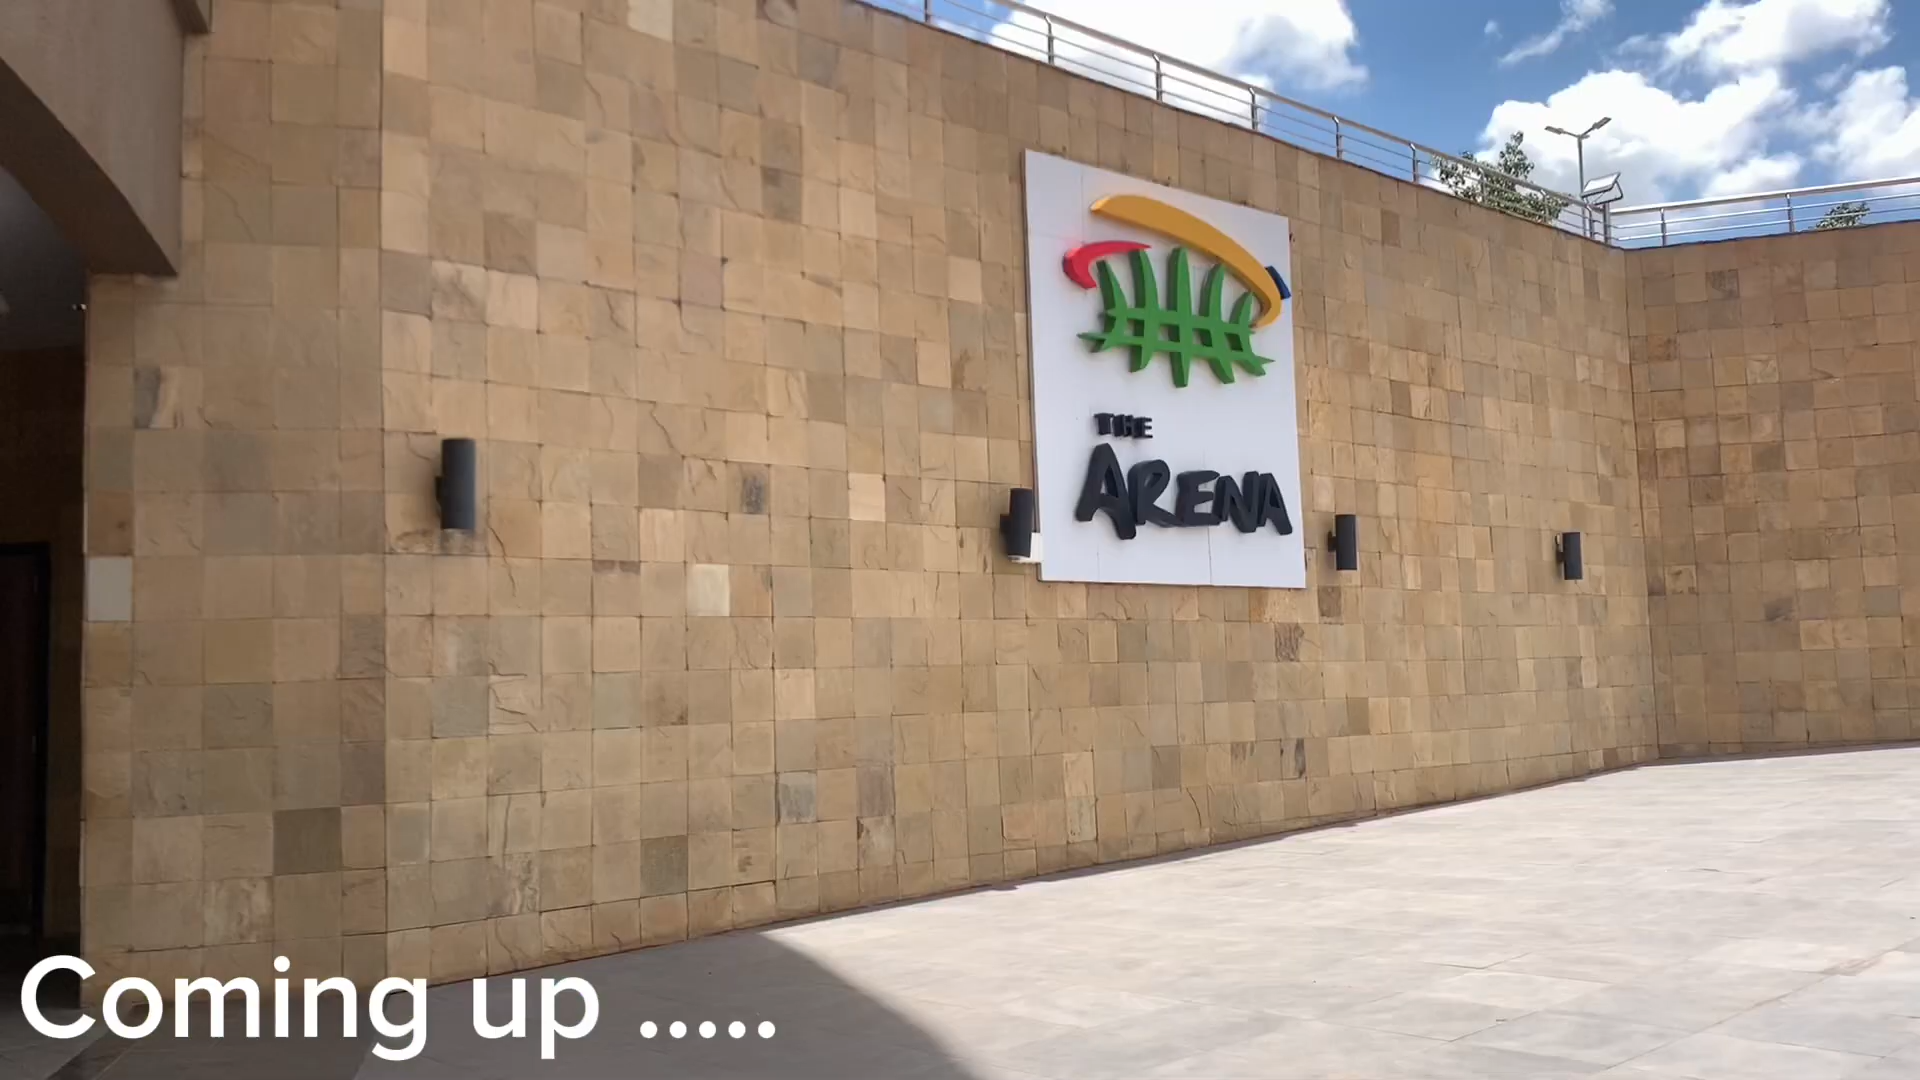 THE
ARENA
Coming up .....